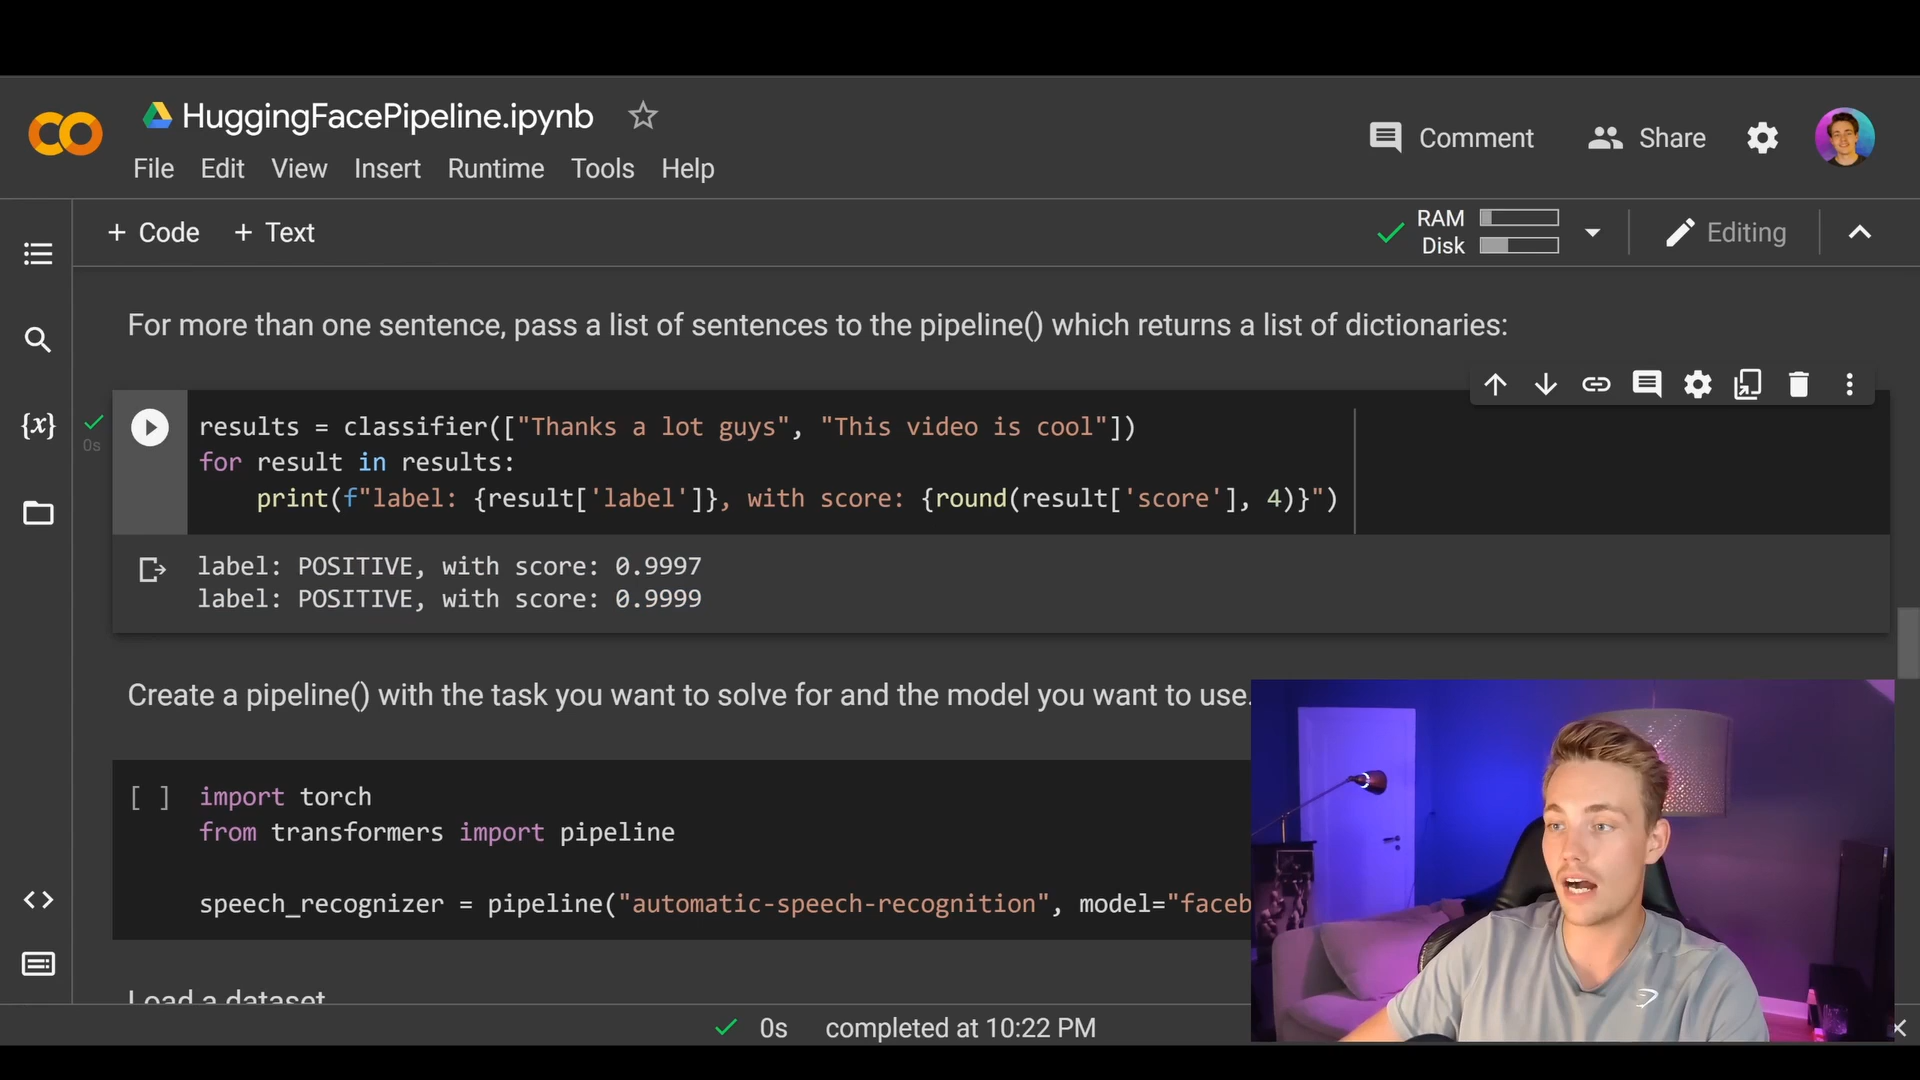 HuggingFacePipeline.ipynb
File Edit View Insert Runtime Tools Help
Comment Share
+ Code + Text
RAM
Disk
Editing
For more than one sentence, pass a list of sentences to the pipeline() which returns a list of dictionaries:
{x}
0s
results = classifier(["Thanks a lot guys", "This video is cool"])
for result in results:
print(f"label: {result['label']}, with score: {round(result['score'], 4)}")
label: POSITIVE, with score: 0.9997
label: POSITIVE, with score: 0.9999
Create a pipeline() with the task you want to solve for and the model you want to use.
[ ] import torch
from transformers import pipeline
speech_recognizer = pipeline("automatic-speech-recognition", model="faceb
Load a dataset
0s completed at 10:22 PM